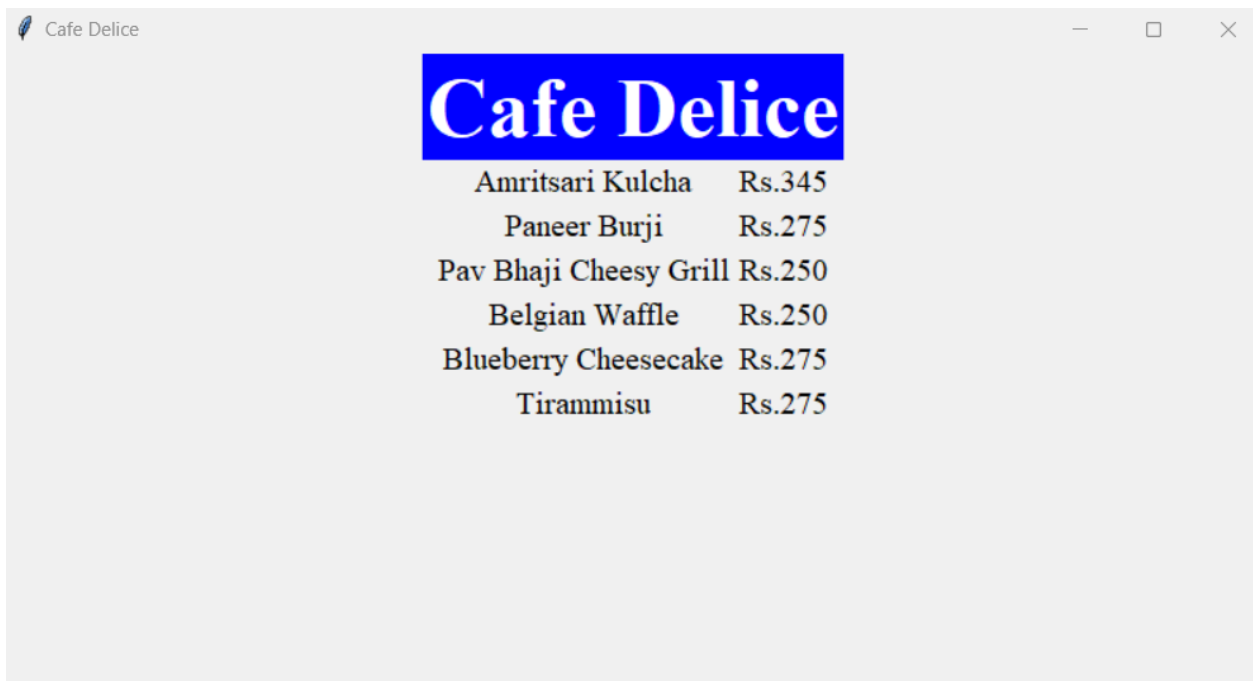 Cafe Delice
Cafe Delice
Amritsari Kulcha Rs.345
Paneer Burji Rs.275
Pav Bhaji Cheesy Grill Rs.250
Belgian Waffle Rs.250
Blueberry Cheesecake Rs.275
Tirammisu Rs.275